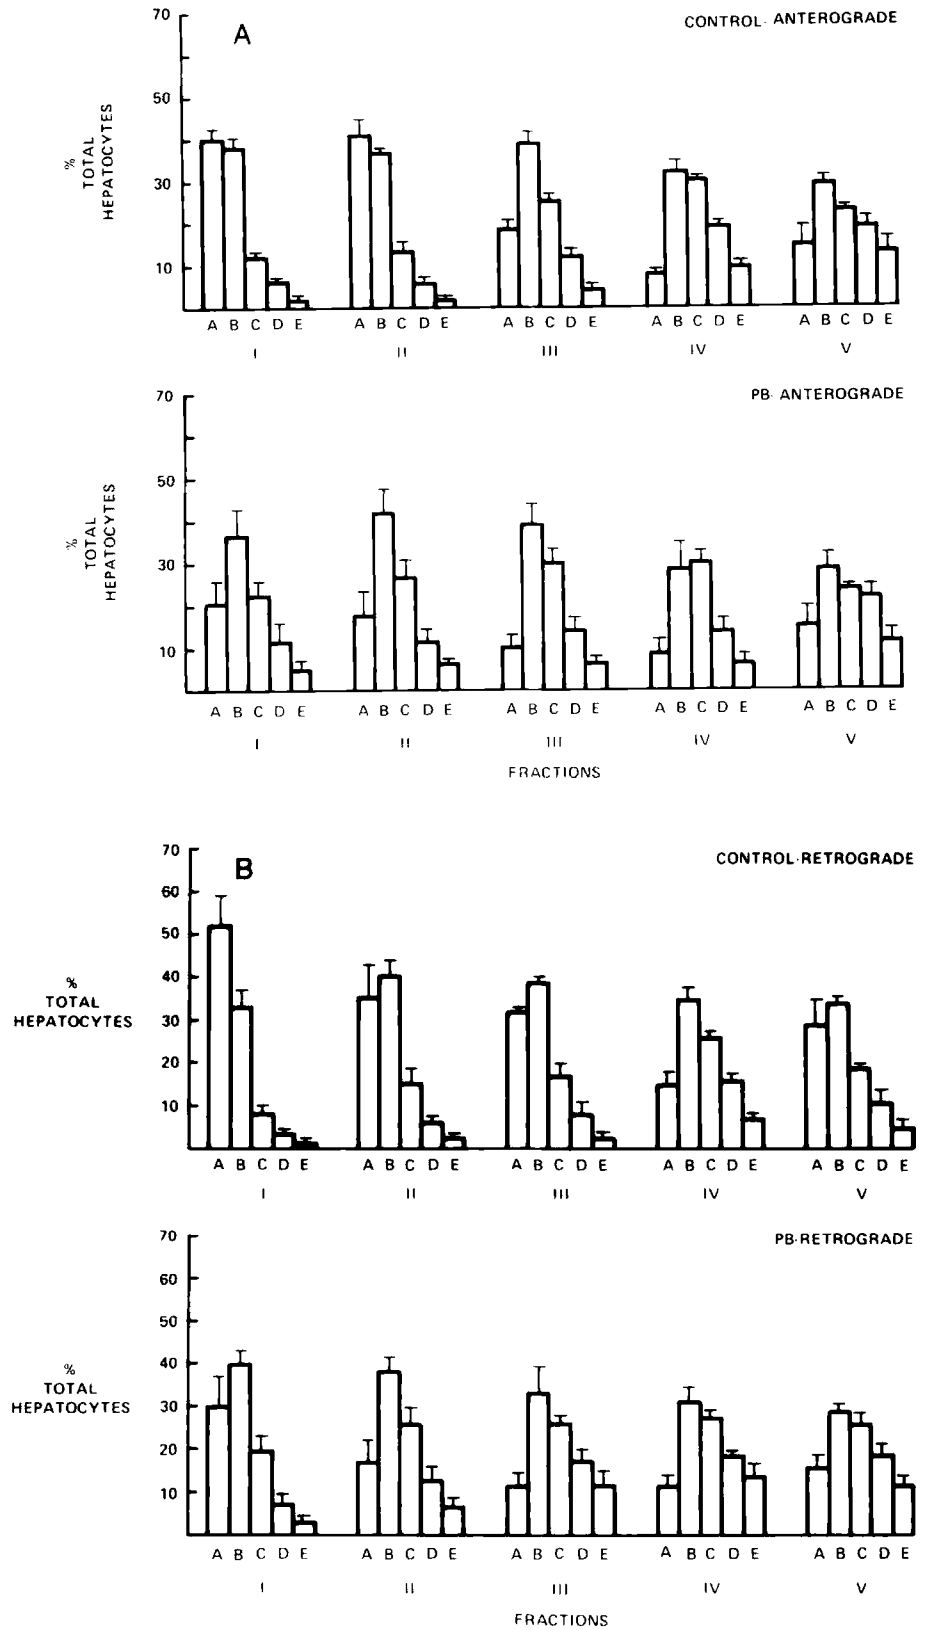 A
CONTROL-ANTEROGRADE
70
50
30
10
%
TOTAL
HEPATOCYTES
A B C D E A B C D E A B C D E A B C D E A B C D E
I II III IV V
PB-ANTEROGRADE
70
50
30
10
%
TOTAL
HEPATOCYTES
A B C D E A B C D E A B C D E A B C D E A B C D E
I II III IV V
FRACTIONS
B
CONTROL-RETROGRADE
70
60
50
40
30
20
10
%
TOTAL
HEPATOCYTES
A B C D E A B C D E A B C D E A B C D E A B C D E
I II III IV V
PB-RETROGRADE
70
60
50
40
30
20
10
%
TOTAL
HEPATOCYTES
A B C D E A B C D E A B C D E A B C D E A B C D E
I II III IV V
FRACTIONS